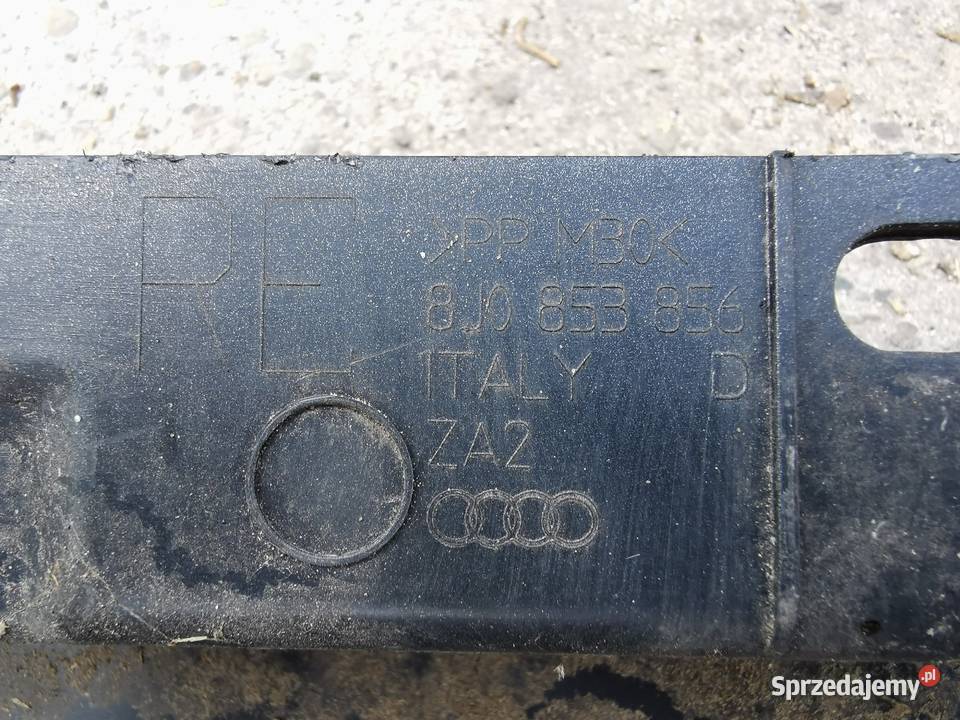 RE
>PP M30<
8J0 853 856
ITALY D
ZA2
Sprzedajemy.pl